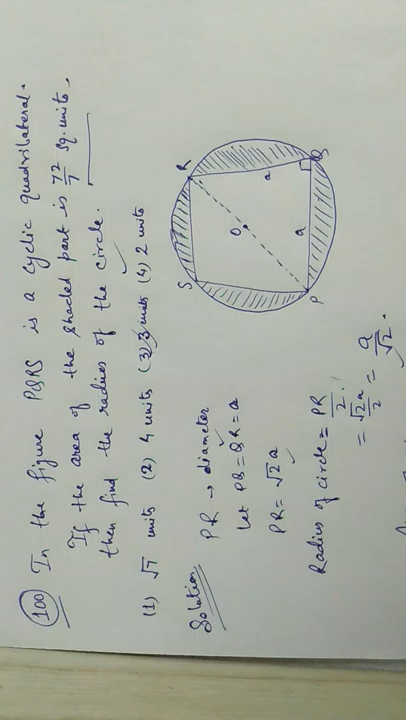 (100) In the figure PQRS is a cyclic quadrilateral.
If the area of the shaded part is 72/7 sq. units,
then find the radius of the circle.
(1) √7 units (2) 4 units (3) 3 units (4) 2 units
Solution
PR → diameter
Let PQ = QR = a
PR = √2 a
Radius of circle = PR/2
= √2a/2 = a/√2.
R
S
O
a
a
Q
P